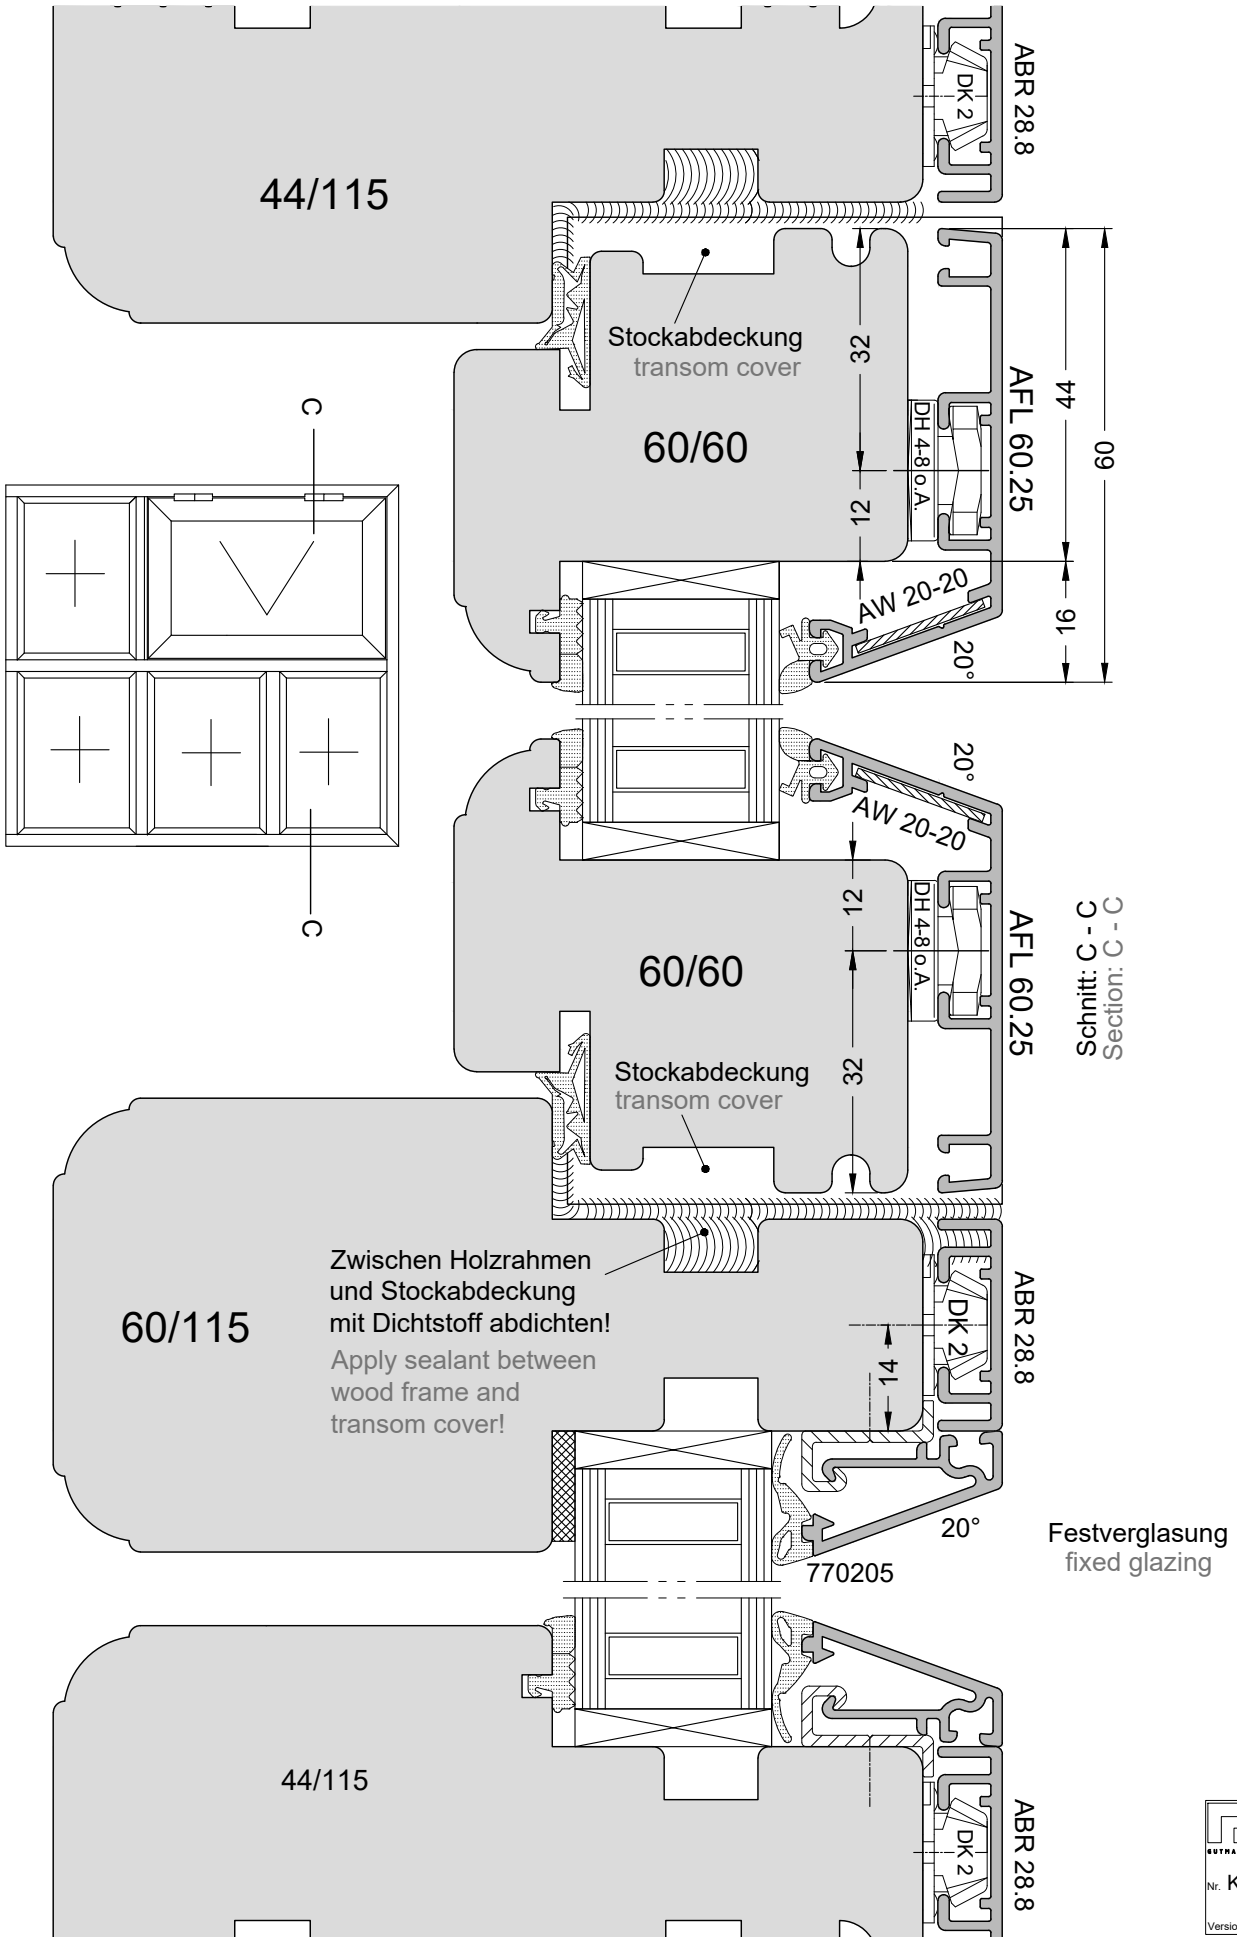 ABR 28.8
DK 2
44/115
Stockabdeckung
transom cover
32
44
60
AFL 60.25
C
60/60
DH 4-8 o.A.
12
AW 20-20
16
20°
20°
AW 20-20
12
DH 4-8 o.A.
C
60/60
AFL 60.25
Schnitt: C - C
Section: C - C
32
Stockabdeckung
transom cover
Zwischen Holzrahmen
und Stockabdeckung
mit Dichtstoff abdichten!
60/115
Apply sealant between
wood frame and
transom cover!
DK 2
ABR 28.8
14
20°
770205
Festverglasung
fixed glazing
44/115
DK 2
ABR 28.8
Nr. K